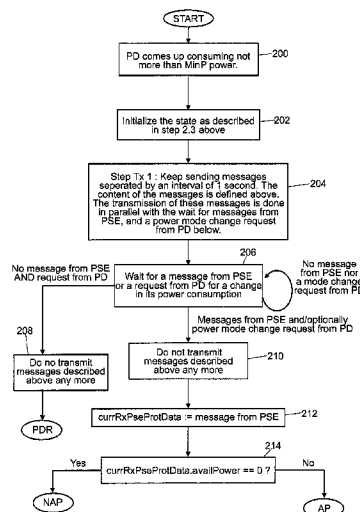 START
PD comes up consuming
not more than MinP power.
200
Initialize the state as described
in step 2.3 above
202
Step Tx 1 : Keep sending messages
seperated by an interval of 1 second. The
content of the messages is defined above.
The transmission of these messages is done
in parallel with the wait for messages from
PSE, and a power mode change request
from PD below.
204
206
No message from PSE
AND request from PD
Wait for a message from PSE
or a request from PD for a change
in its power consumption
No message
from PSE nor
a mode change
request from PD
Messages from PSE and/optionally
power mode change request from PD
208
Do no transmit
messages described
above any more
Do not transmit
messages described
above any more
210
PDR
currRxPseProtData := message from PSE
212
214
Yes
currRxPseProtData.availPower == 0 ?
No
NAP
AP